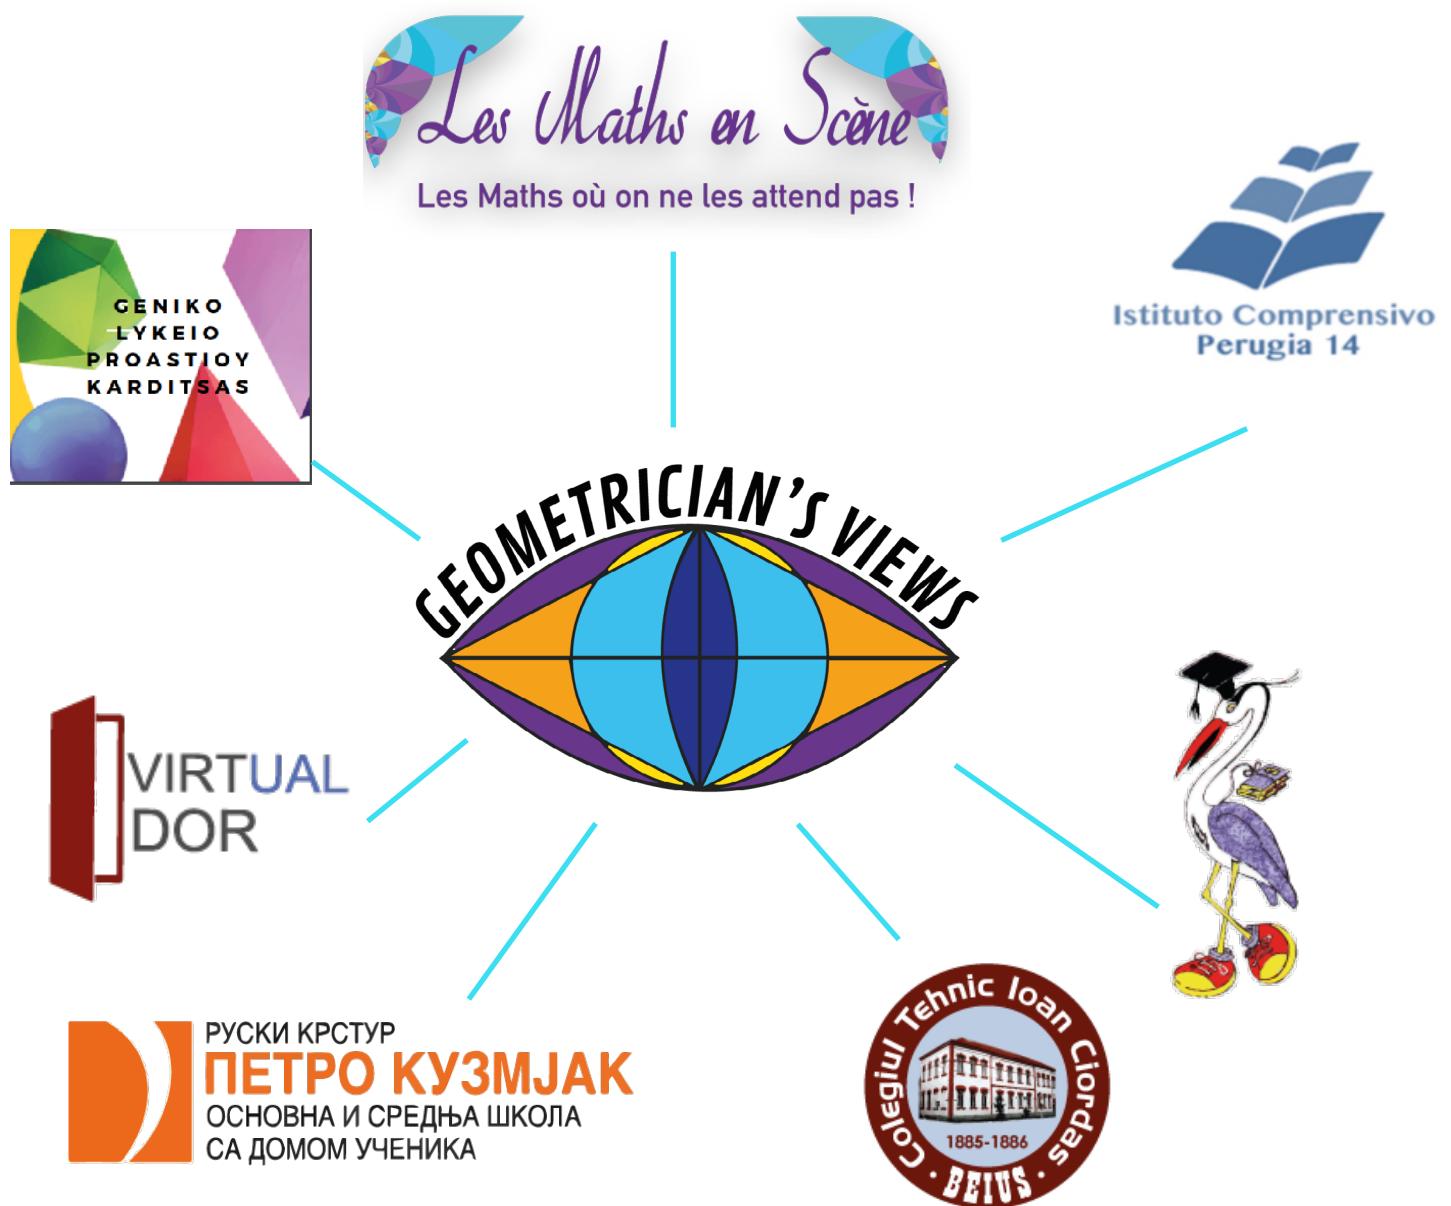 Les Maths en Scène
Les Maths où on ne les attend pas !
Istituto Comprensivo
Perugia 14
GENIKO
LYKEIO
PROASTIOY
KARDITSAS
GEOMETRICIAN'S VIEWS
VIRTUAL
DOR
РУСКИ КРСТУР
ПЕТРО КУЗМЈАК
ОСНОВНА И СРЕДЊА ШКОЛА
СА ДОМОМ УЧЕНИКА
Colegiul Tehnic Ioan Ciordas
1885-1886
BEIUS